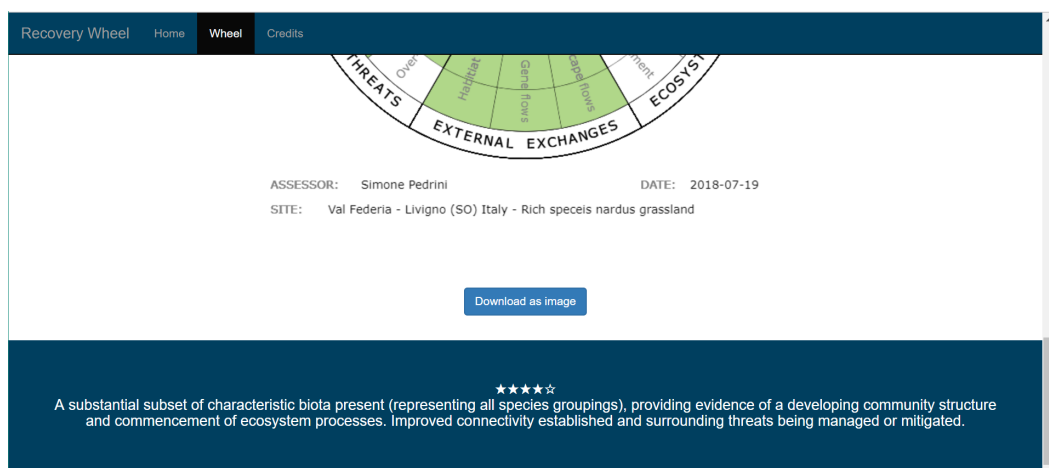 Recovery Wheel Home Wheel Credits
THREATS
Over
Habitlat
Gene flows
cape flows
ment
ECOSYST
EXTERNAL EXCHANGES
ASSESSOR: Simone Pedrini DATE: 2018-07-19
SITE: Val Federia - Livigno (SO) Italy - Rich speceis nardus grassland
Download as image
★★★★☆
A substantial subset of characteristic biota present (representing all species groupings), providing evidence of a developing community structure
and commencement of ecosystem processes. Improved connectivity established and surrounding threats being managed or mitigated.